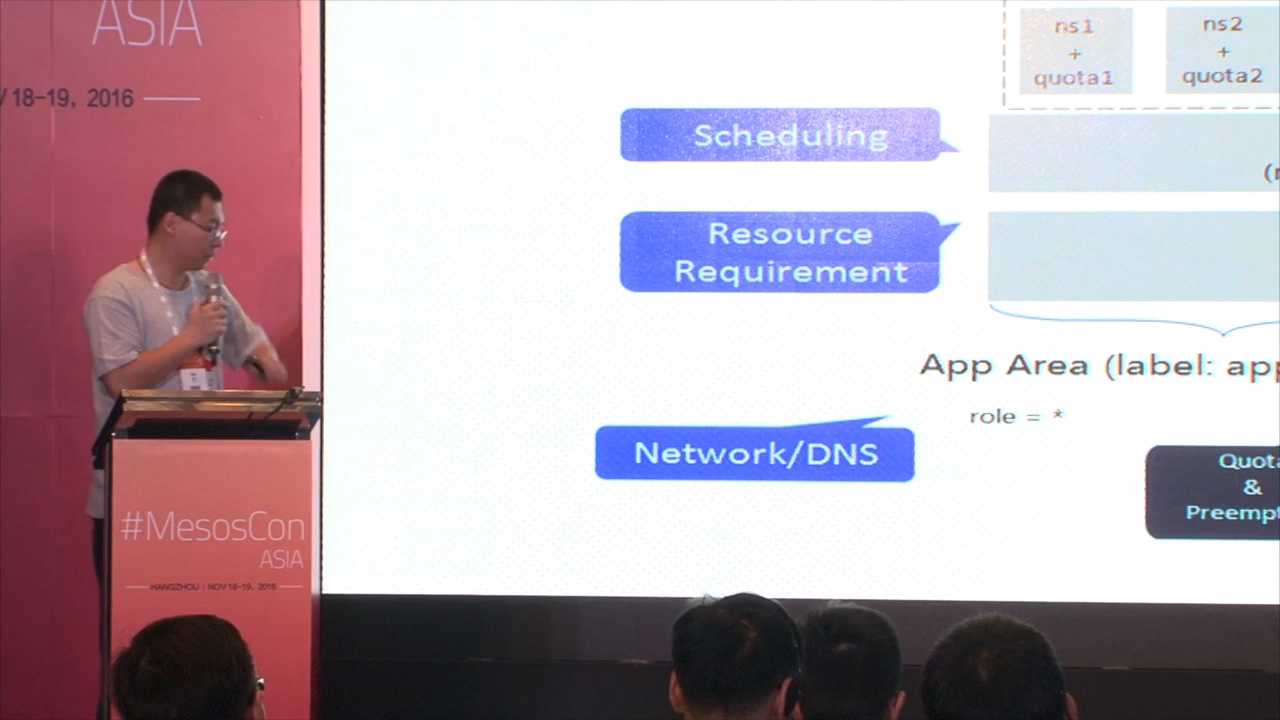 ASIA
18-19, 2016
ns1
+
quota1
ns2
+
quota2
Scheduling
Resource
Requirement
App Area (label: app
role = *
Network/DNS
Quota
&
Preempt
#MesosCon
ASIA
HANGZHOU | NOV 18-19, 2016